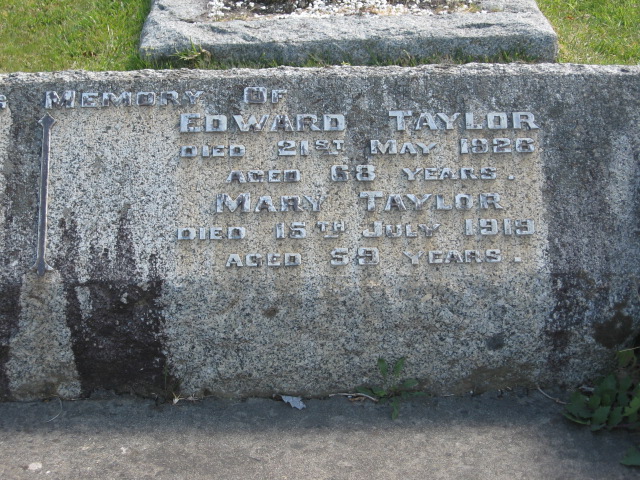 MEMORY OF
EDWARD TAYLOR
DIED 21ST MAY 1926
AGED 68 YEARS.
MARY TAYLOR
DIED 15TH JULY 1919
AGED 59 YEARS.